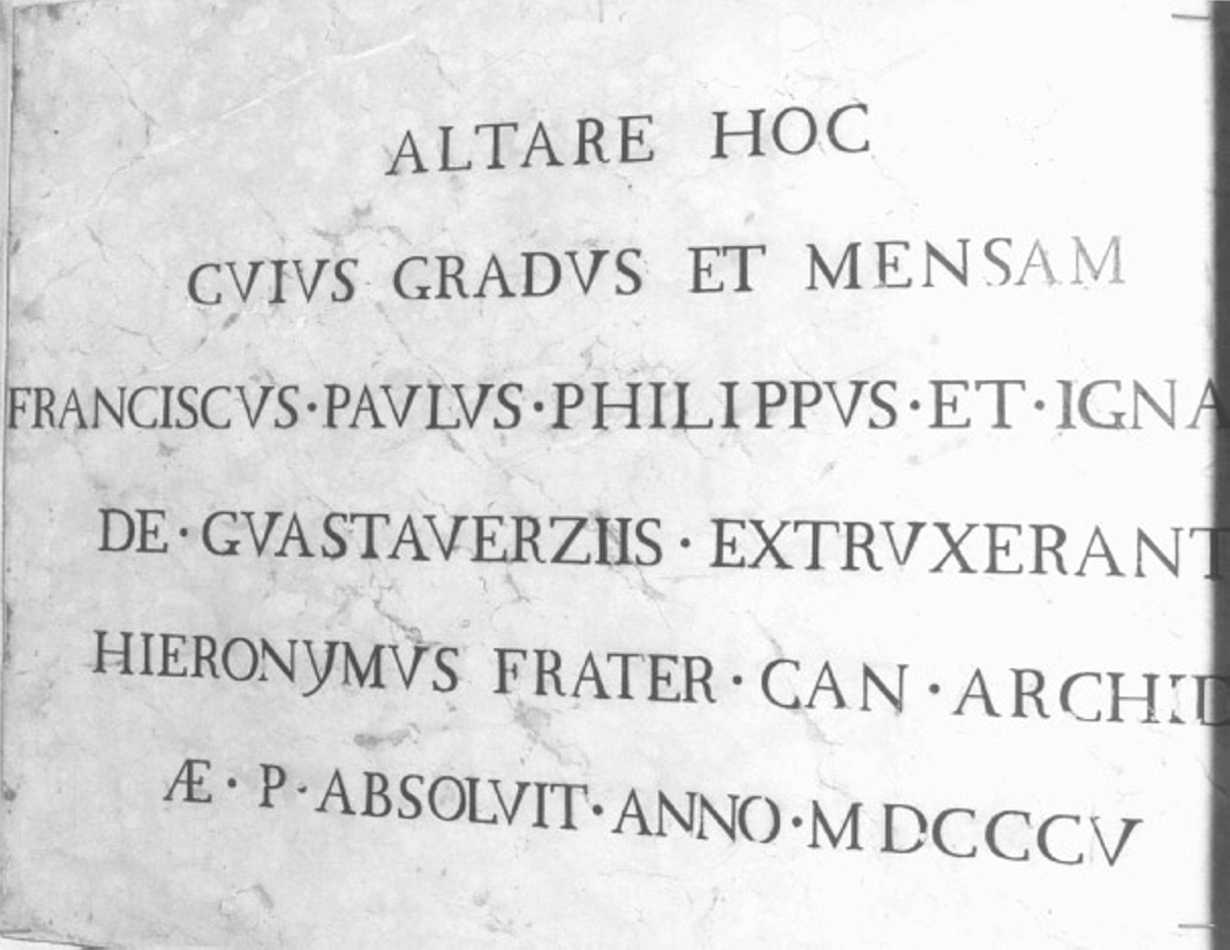 ALTARE HOC
CVIVS GRADVS ET MENSAM
FRANCISCVS·PAVLVS·PHILIPPVS·ET·IGNA
DE·GVASTAVERZIIS·EXTRVXERANT
HIERONYMVS FRATER·CAN·ARCHID
Æ·P·ABSOLVIT·ANNO·MDCCCV